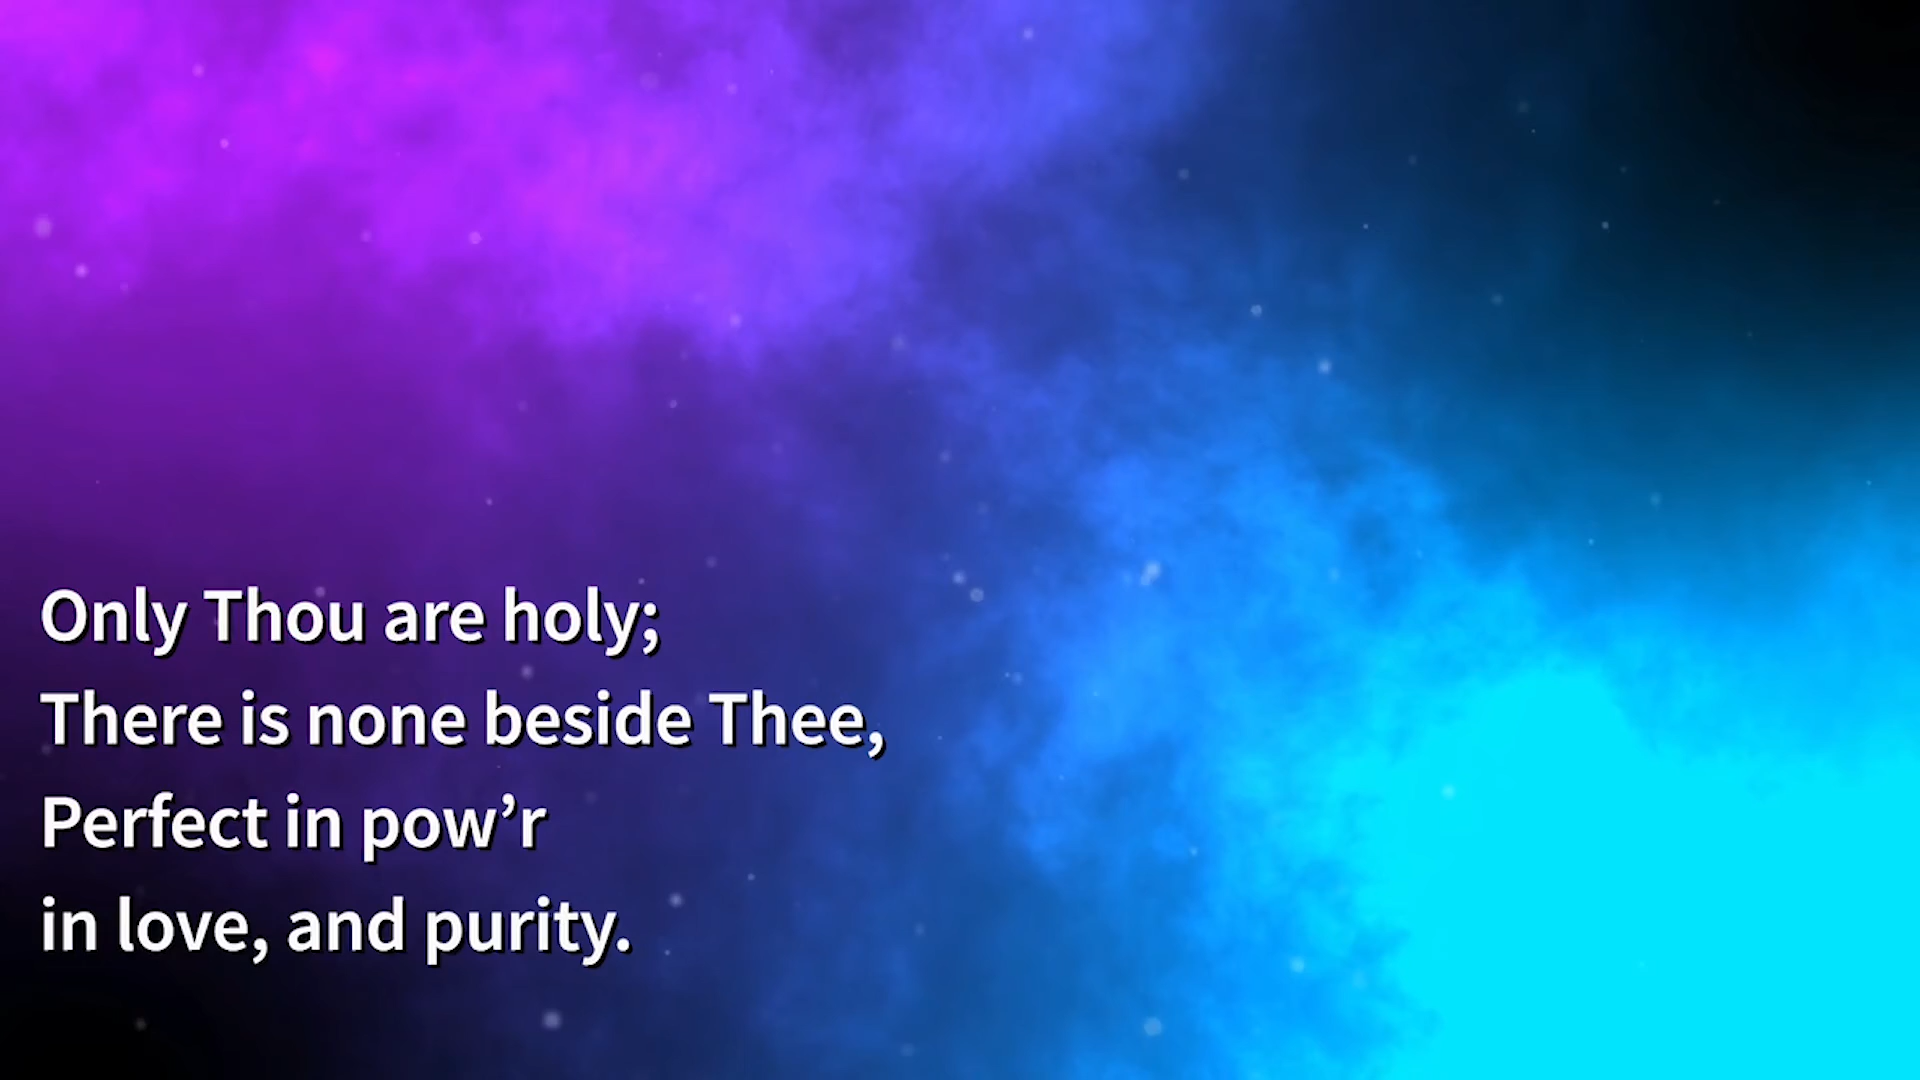 Only Thou are holy;
There is none beside Thee,
Perfect in pow’r
in love, and purity.